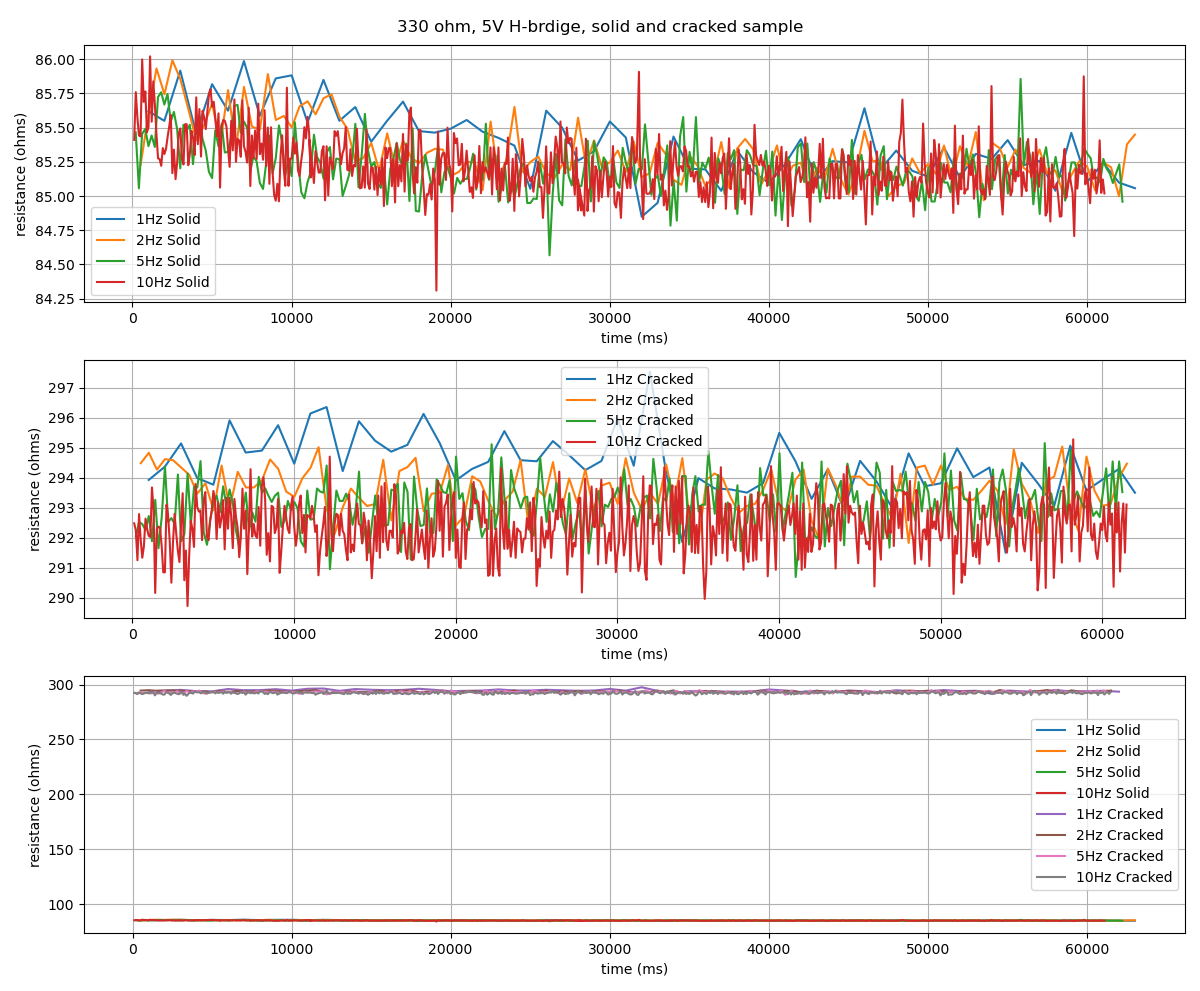 330 ohm, 5V H-brdige, solid and cracked sample
86.00
85.75
85.50
85.25
85.00
84.75
84.50
84.25
resistance (ohms)
1Hz Solid
2Hz Solid
5Hz Solid
10Hz Solid
0 10000 20000 30000 40000 50000 60000
time (ms)
297
296
295
294
293
292
291
290
resistance (ohms)
1Hz Cracked
2Hz Cracked
5Hz Cracked
10Hz Cracked
0 10000 20000 30000 40000 50000 60000
time (ms)
300
250
200
150
100
resistance (ohms)
1Hz Solid
2Hz Solid
5Hz Solid
10Hz Solid
1Hz Cracked
2Hz Cracked
5Hz Cracked
10Hz Cracked
0 10000 20000 30000 40000 50000 60000
time (ms)